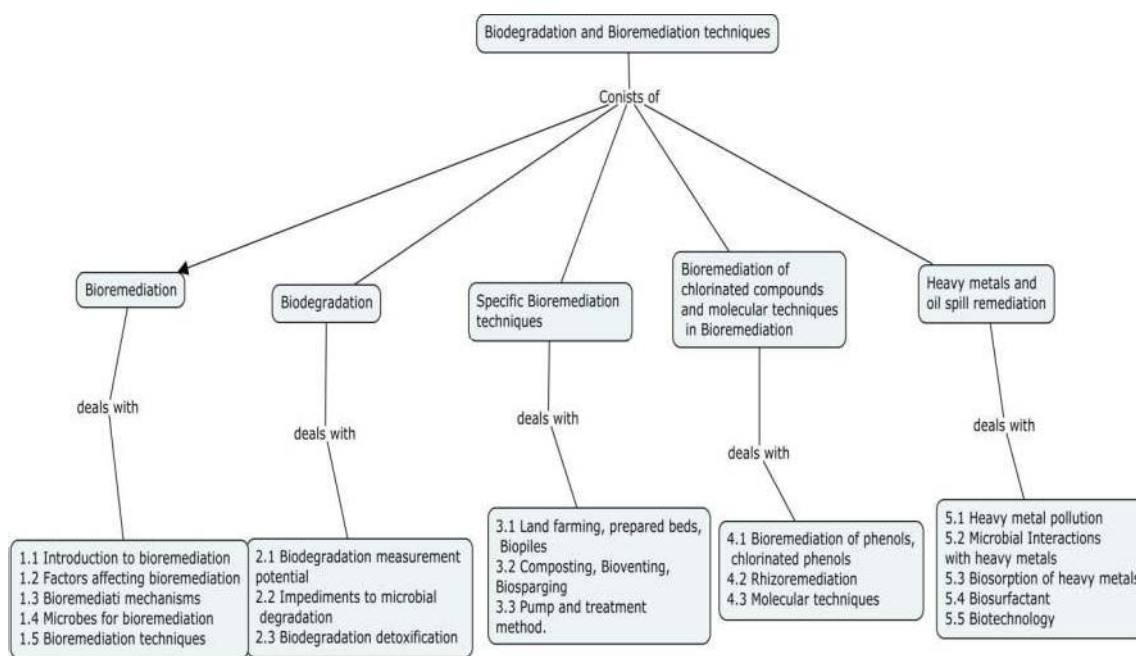 Biodegradation and Bioremediation techniques
Conists of
Bioremediation
Biodegradation
Specific Bioremediation
techniques
Bioremediation of
chlorinated compounds
and molecular techniques
in Bioremediation
Heavy metals and
oil spill remediation
deals with
deals with
deals with
deals with
deals with
1.1 Introduction to bioremediation
1.2 Factors affecting bioremediation
1.3 Bioremediati mechanisms
1.4 Microbes for bioremediation
1.5 Bioremediation techniques
2.1 Biodegradation measurement
potential
2.2 Impediments to microbial
degradation
2.3 Biodegradation detoxification
3.1 Land farming, prepared beds,
Biopiles
3.2 Composting, Bioventing,
Biosparging
3.3 Pump and treatment
method.
4.1 Bioremediation of phenols,
chlorinated phenols
4.2 Rhizoremediation
4.3 Molecular techniques
5.1 Heavy metal pollution
5.2 Microbial Interactions
with heavy metals
5.3 Biosorption of heavy metals
5.4 Biosurfactant
5.5 Biotechnology